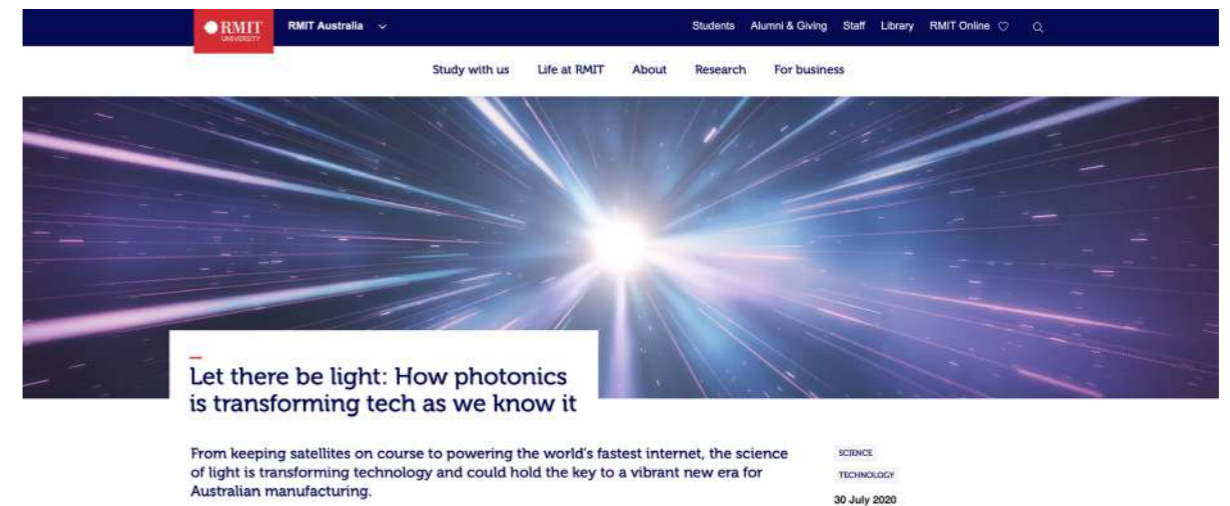 RMIT UNIVERSITY
RMIT Australia
Students Alumni & Giving Staff Library RMIT Online
Study with us Life at RMIT About Research For business
Let there be light: How photonics
is transforming tech as we know it
From keeping satellites on course to powering the world's fastest internet, the science
of light is transforming technology and could hold the key to a vibrant new era for
Australian manufacturing.
SCIENCE
TECHNOLOGY
30 July 2020